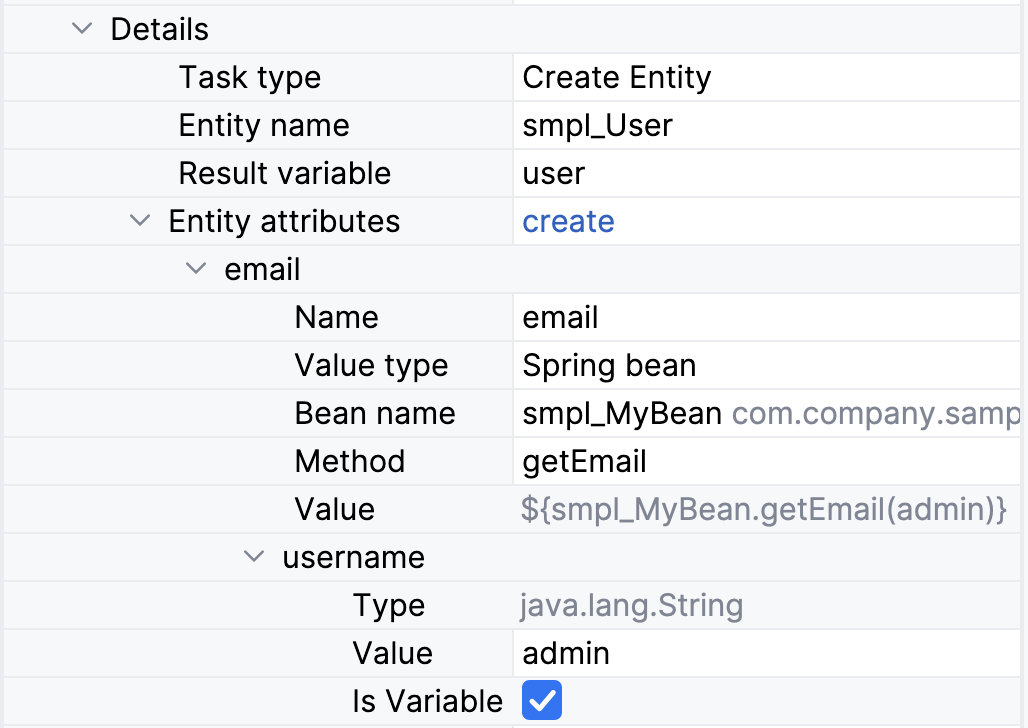 Details
Task type Create Entity
Entity name smpl_User
Result variable user
Entity attributes create
email
Name email
Value type Spring bean
Bean name smpl_MyBean com.company.samp
Method getEmail
Value ${smpl_MyBean.getEmail(admin)}
username
Type java.lang.String
Value admin
Is Variable